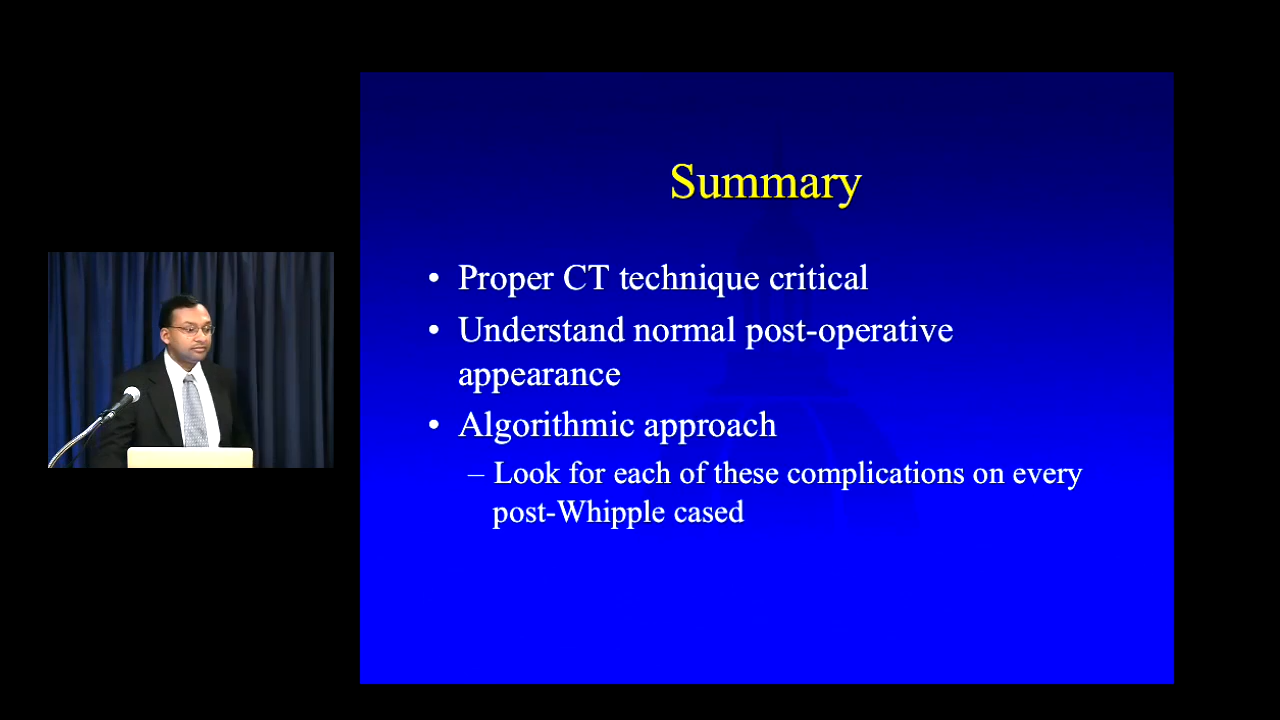 Summary
• Proper CT technique critical
• Understand normal post-operative
appearance
• Algorithmic approach
– Look for each of these complications on every
post-Whipple cased